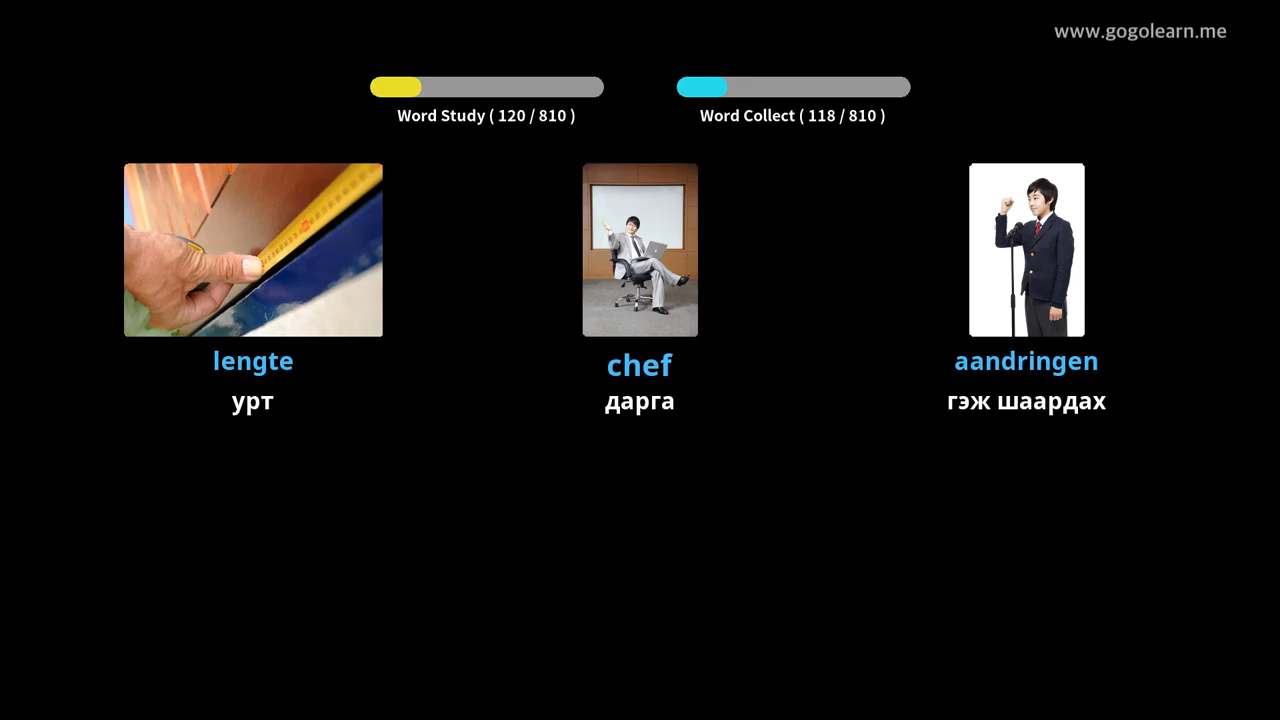 www.gogolearn.me
Word Study ( 120 / 810 )
Word Collect ( 118 / 810 )
lengte
chef
aandringen
урт
дарга
гэж шаардах